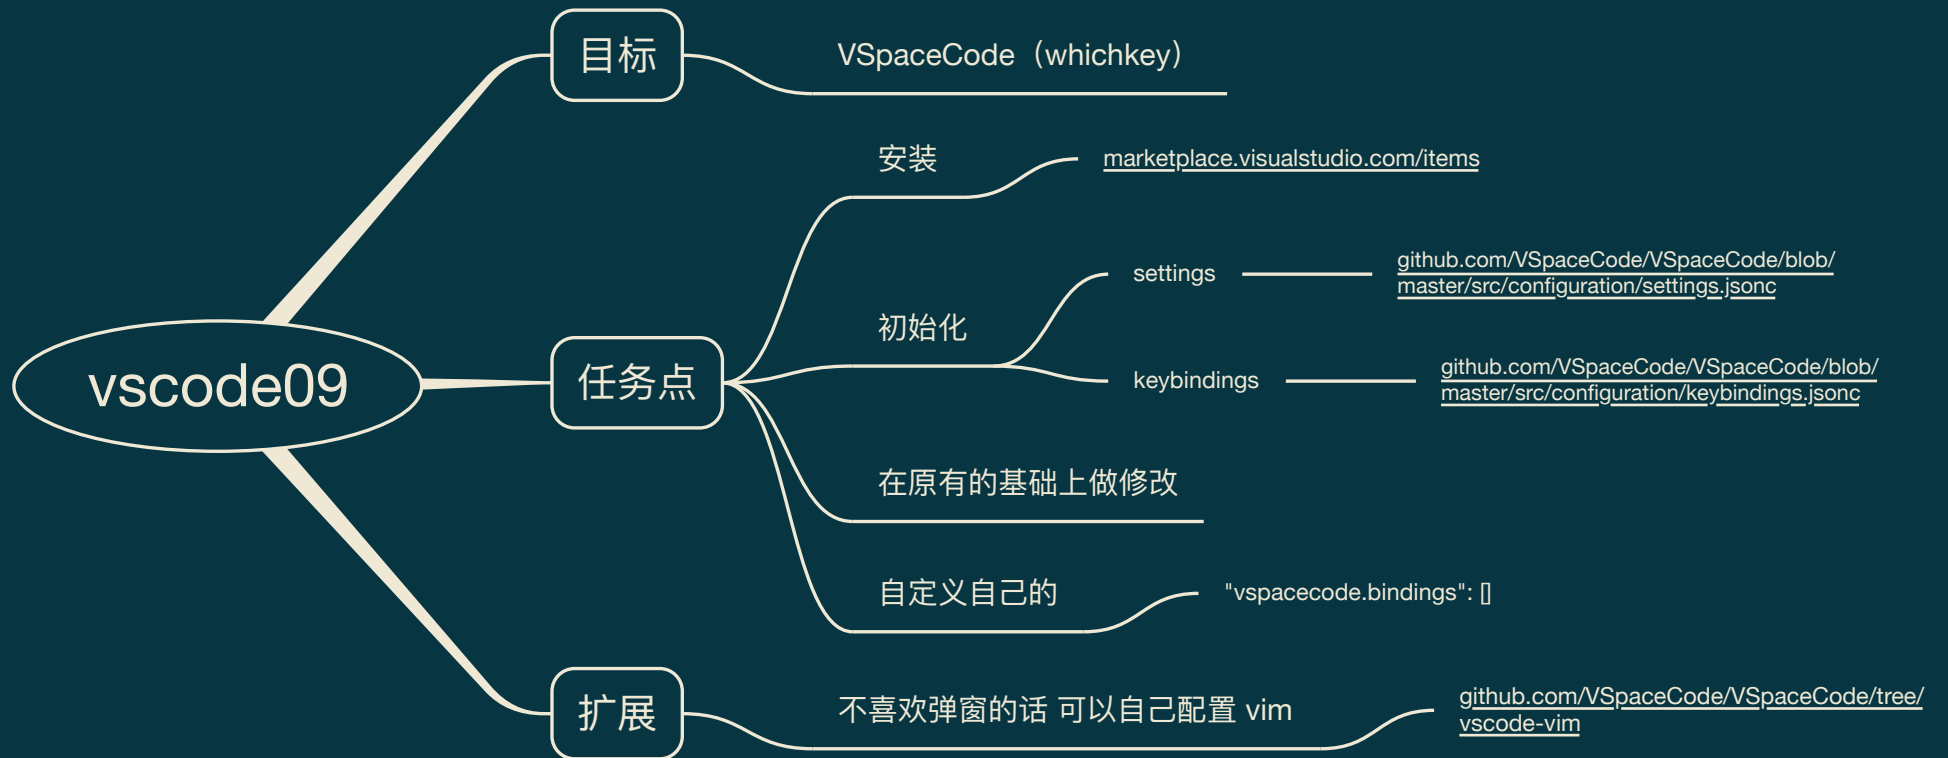 目标
VSpaceCode（whichkey）
安装
marketplace.visualstudio.com/items
settings
github.com/VSpaceCode/VSpaceCode/blob/
master/src/configuration/settings.jsonc
初始化
keybindings
github.com/VSpaceCode/VSpaceCode/blob/
master/src/configuration/keybindings.jsonc
vscode09
任务点
在原有的基础上做修改
自定义自己的
"vspacecode.bindings": []
扩展
不喜欢弹窗的话 可以自己配置 vim
github.com/VSpaceCode/VSpaceCode/tree/
vscode-vim